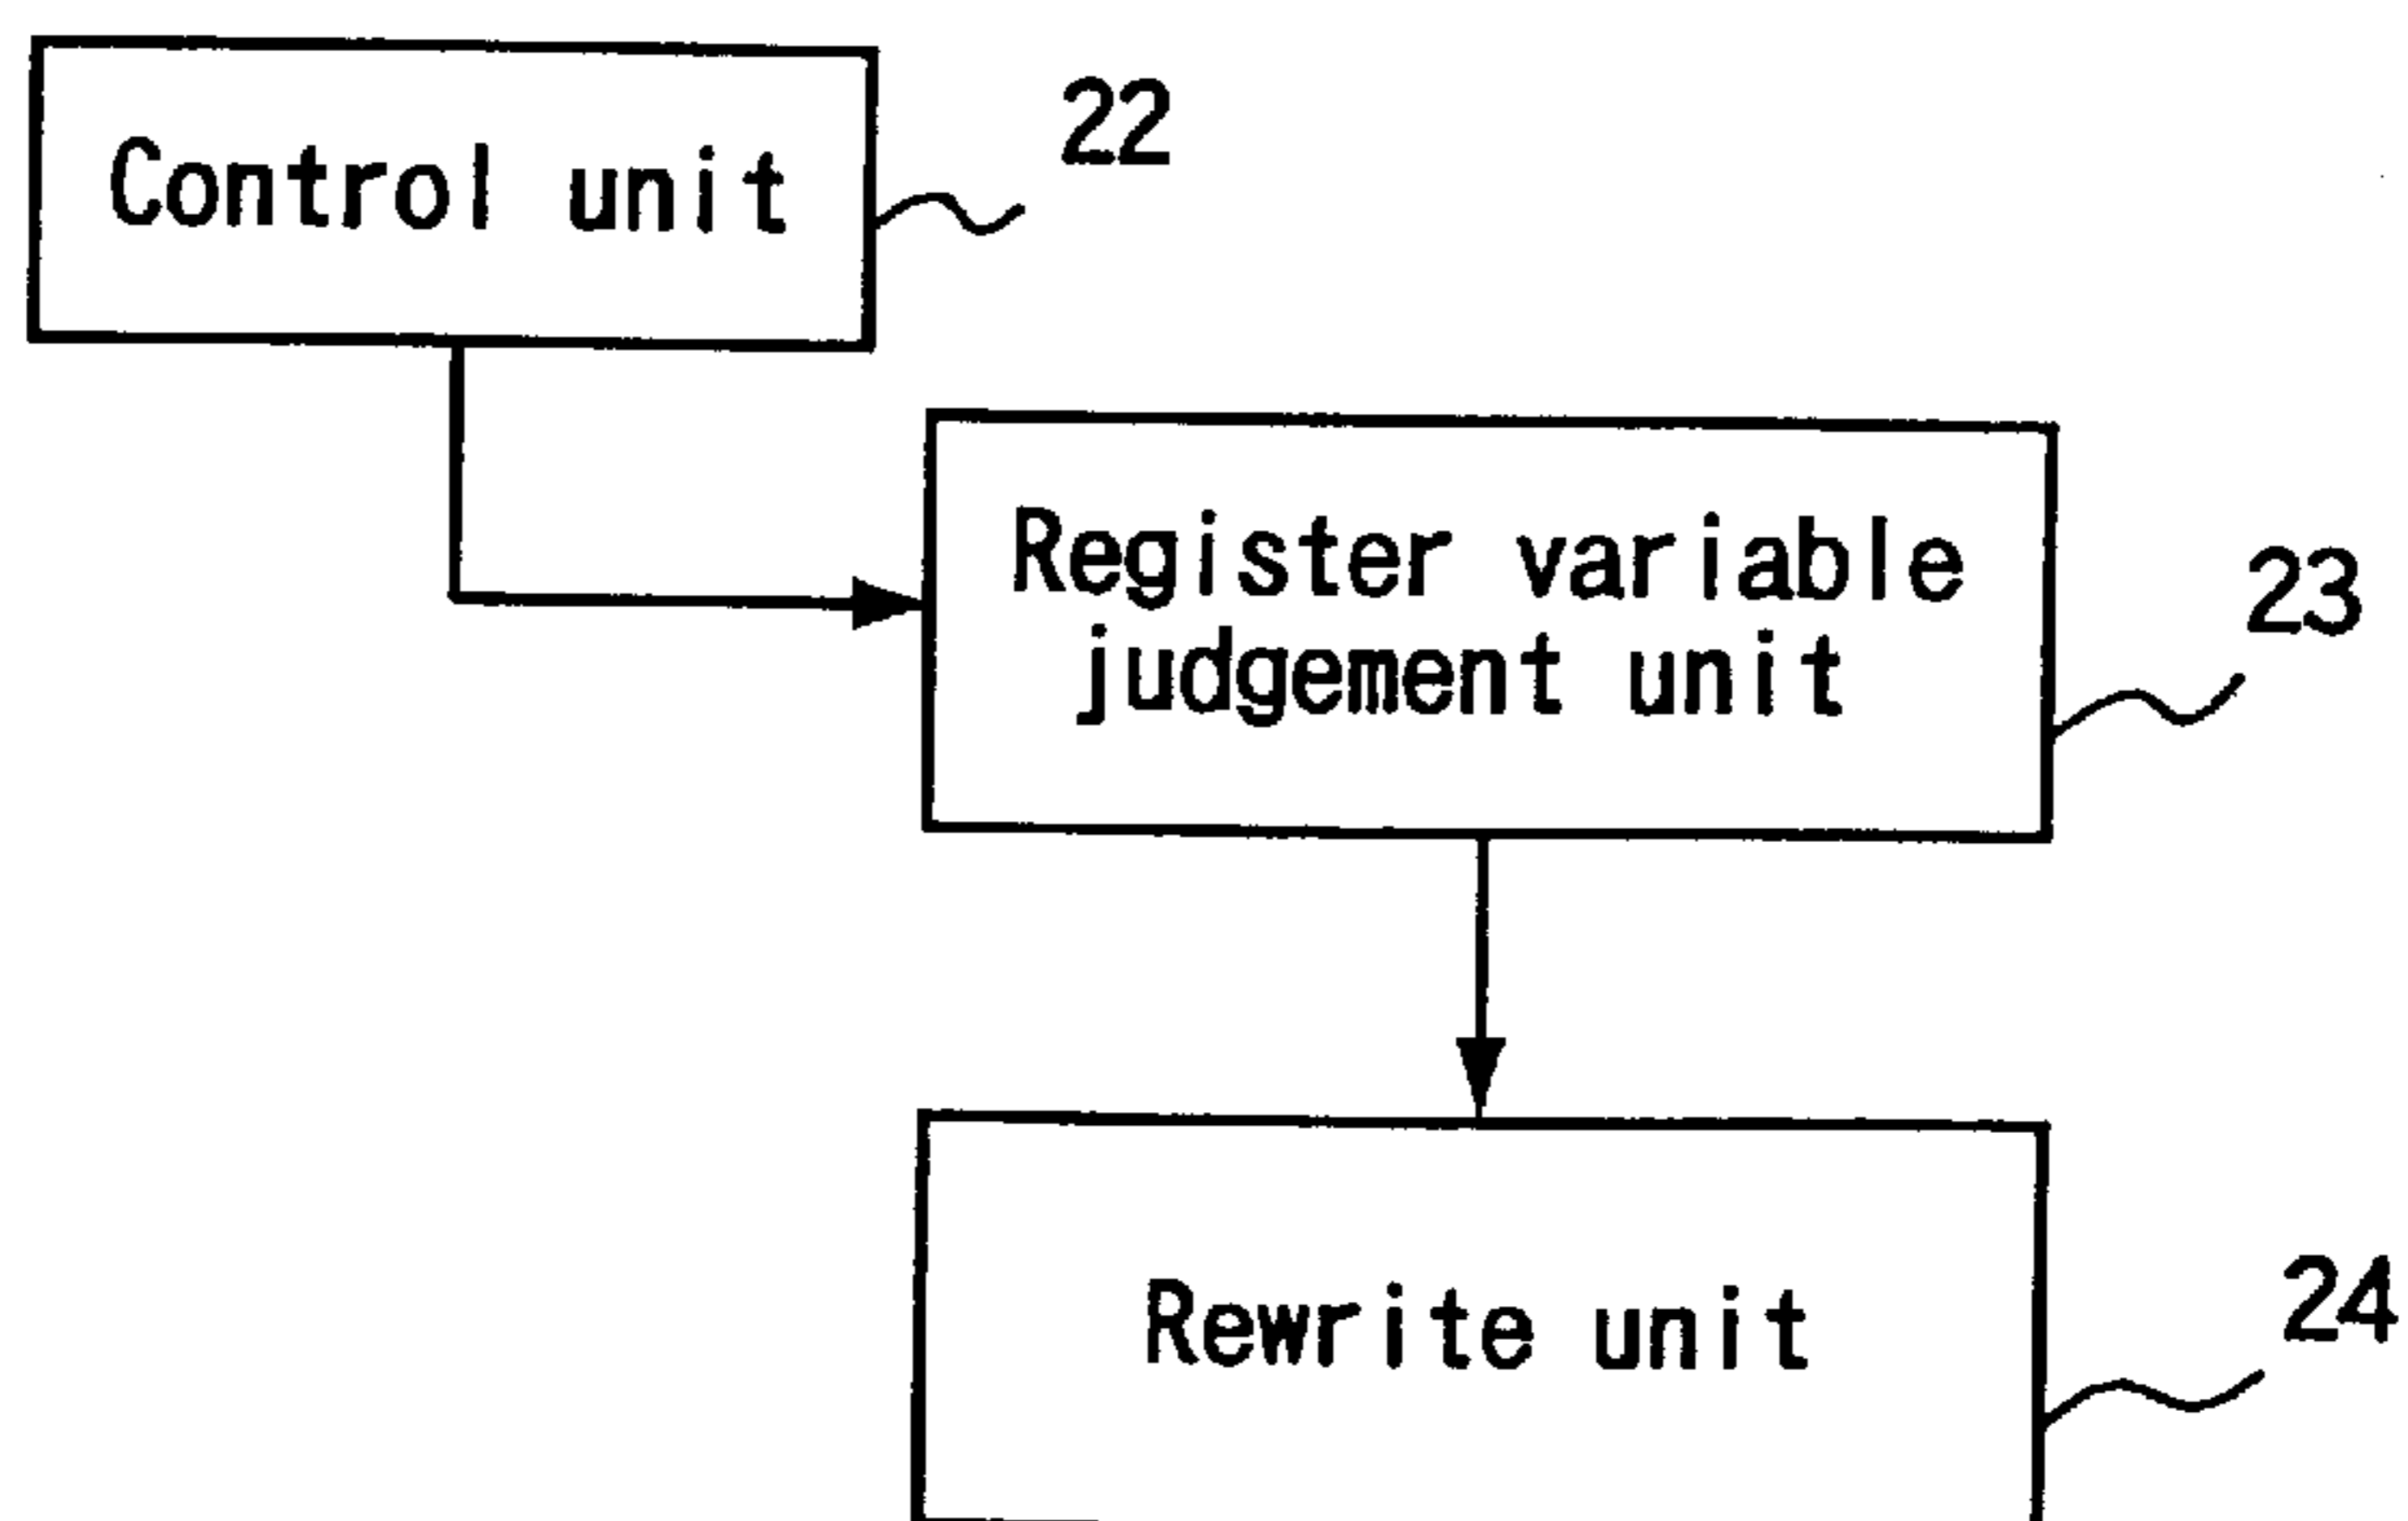 Control unit
22
Register variable
judgement unit
23
Rewrite unit
24